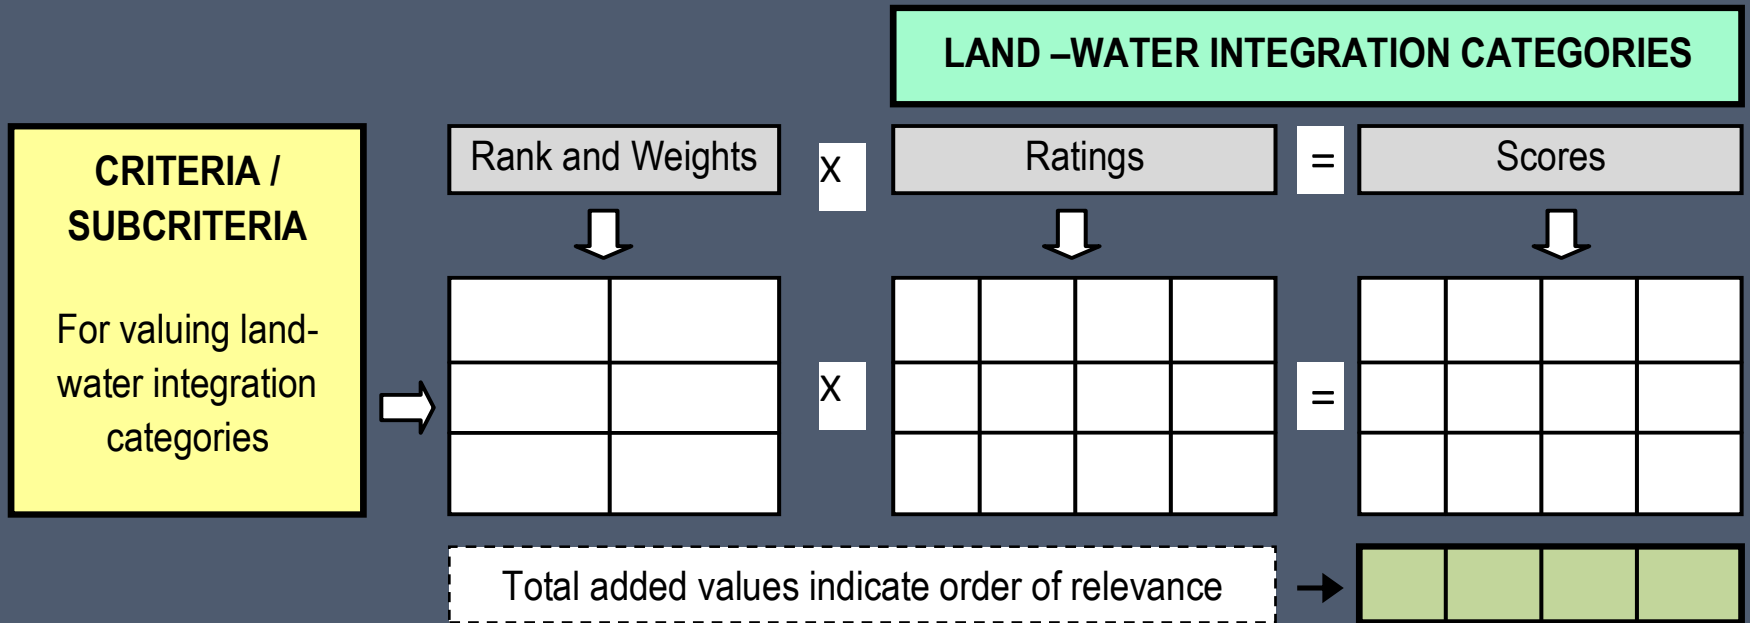 LAND –WATER INTEGRATION CATEGORIES
CRITERIA /
SUBCRITERIA
For valuing land-
water integration
categories
Rank and Weights
X
Ratings
=
Scores
X
=
Total added values indicate order of relevance